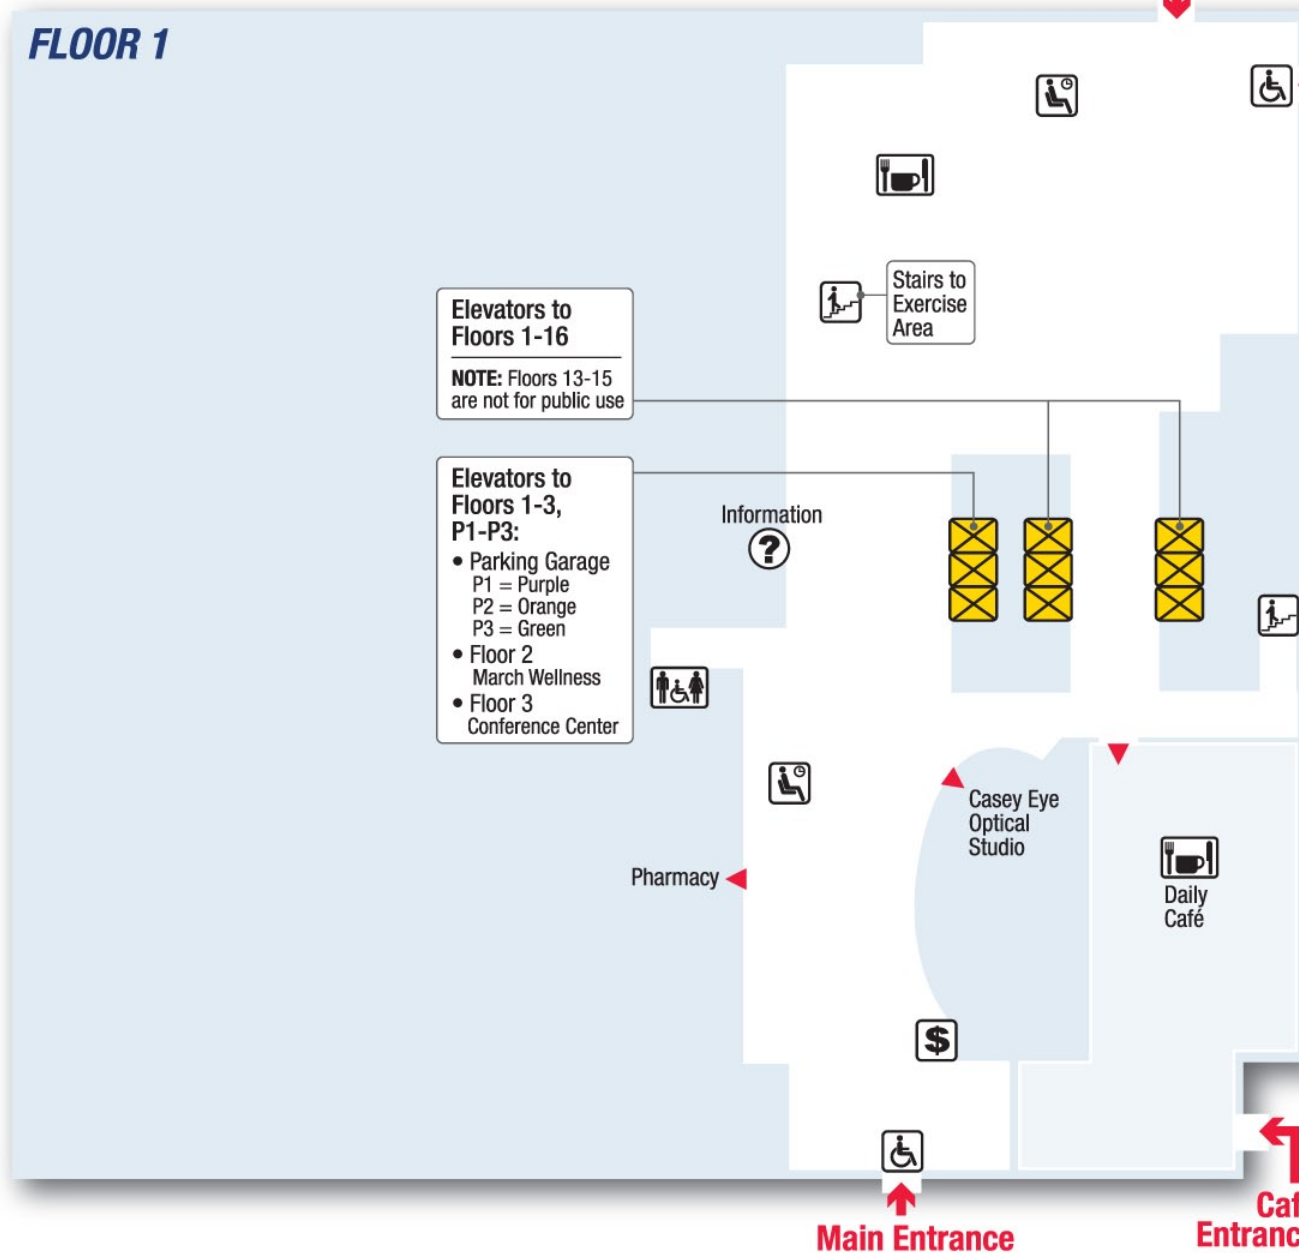 FLOOR 1
Stairs to
Exercise
Area
Elevators to
Floors 1-16
NOTE: Floors 13-15
are not for public use
Elevators to
Floors 1-3,
P1-P3:
• Parking Garage
P1 = Purple
P2 = Orange
P3 = Green
• Floor 2
March Wellness
• Floor 3
Conference Center
Information
?
Casey Eye
Optical
Studio
Pharmacy
Daily
Café
$
Main Entrance